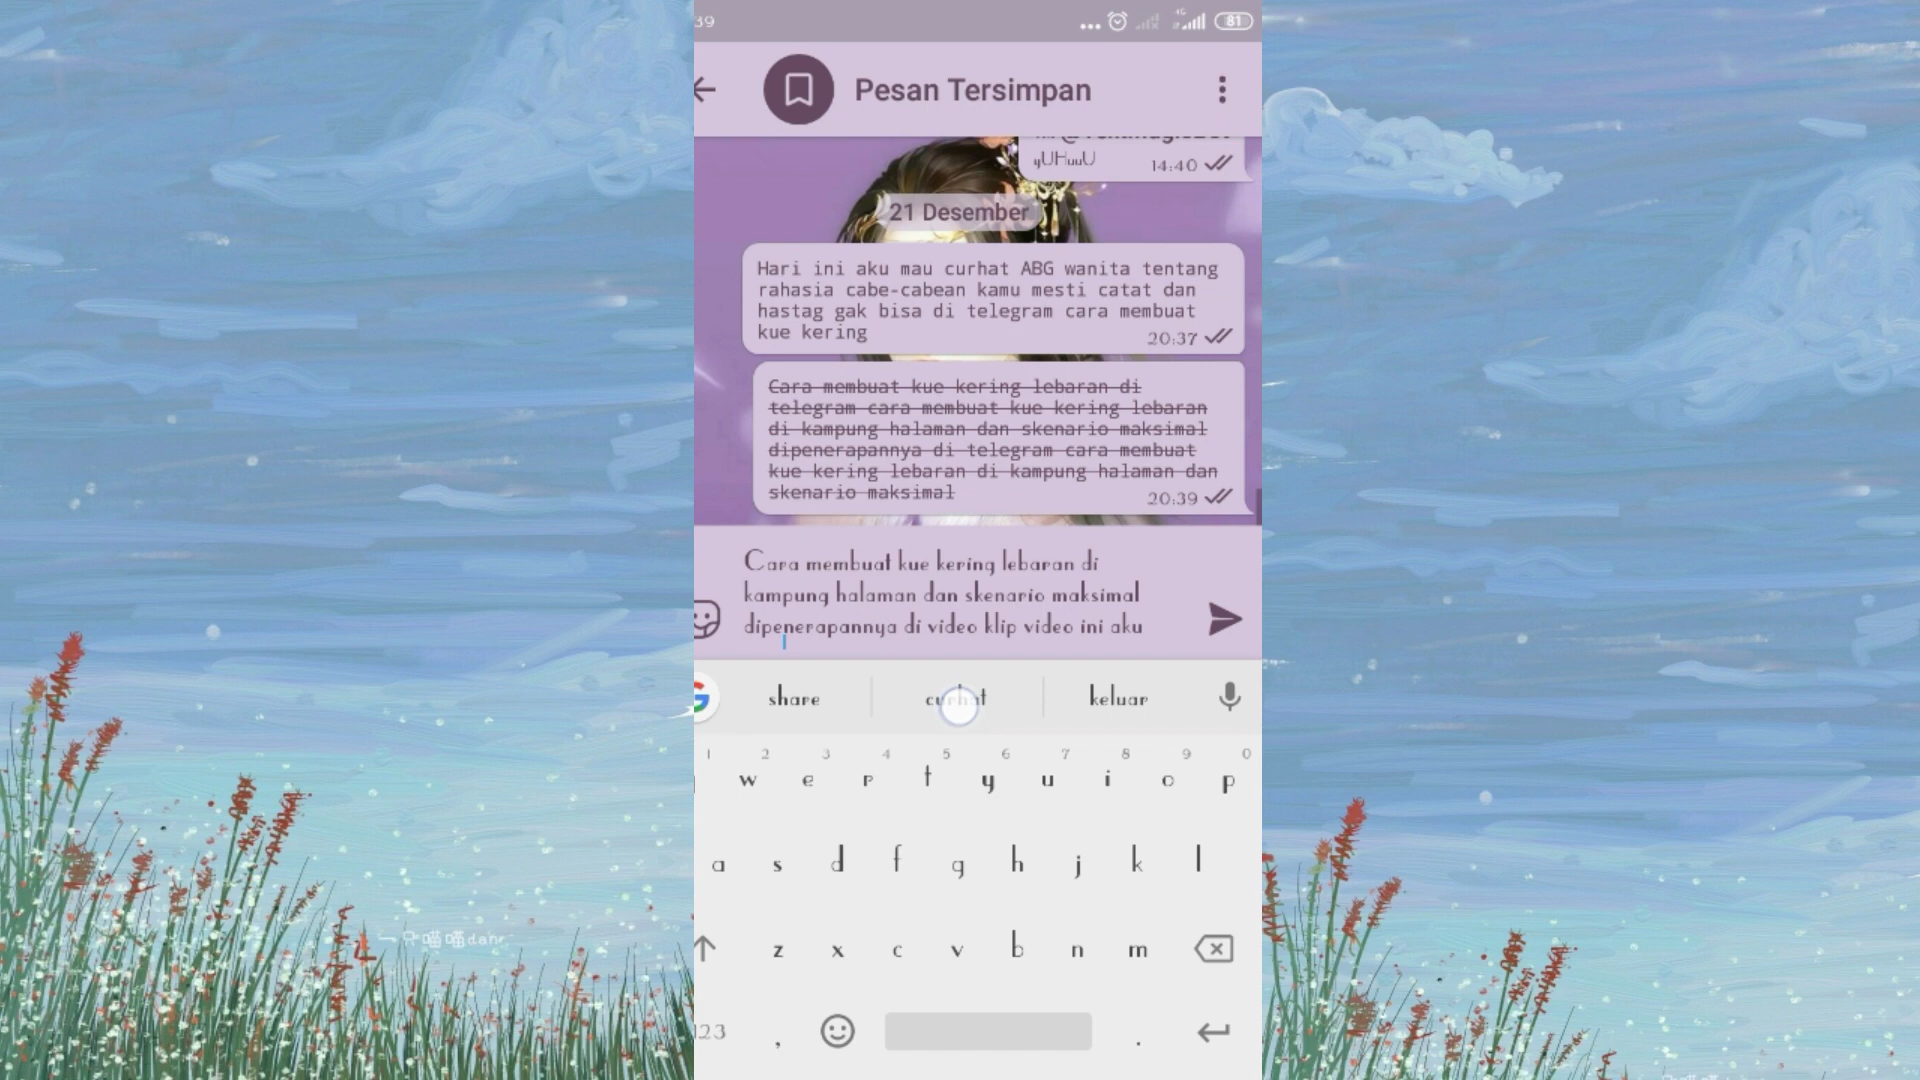 39
4G
81
Pesan Tersimpan
yUHuuU
14:40
21 Desember
Hari ini aku mau curhat ABG wanita tentang
rahasia cabe-cabean kamu mesti catat dan
hastag gak bisa di telegram cara membuat
kue kering
20:37
Cara membuat kue kering lebaran di
telegram cara membuat kue kering lebaran
di kampung halaman dan skenario maksimal
dipenerapannya di telegram cara membuat
kue kering lebaran di kampung halaman dan
skenario maksimal
20:39
Cara membuat kue kering lebaran di
kampung halaman dan skenario maksimal
dipenerapannya di video klip video ini aku
share curhat keluar
1 2 3 4 5 6 7 8 9 0
w e r t y u i o p
a s d f g h j k l
z x c v b n m
123 , .